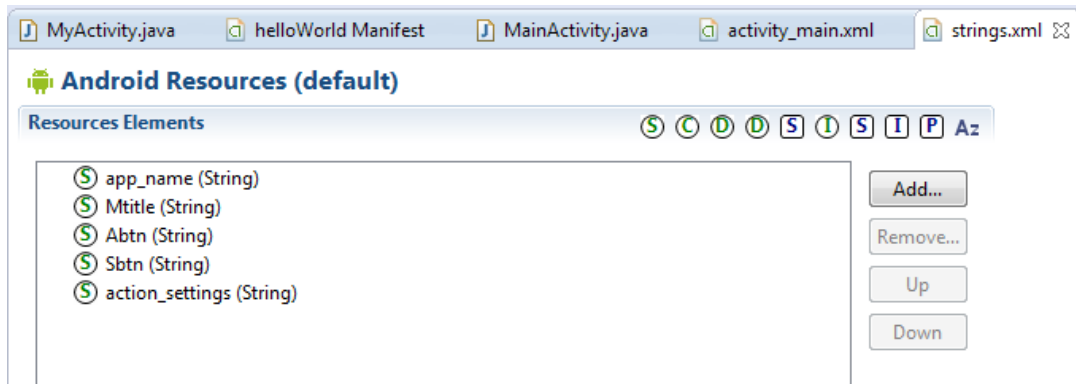 MyActivity.java helloWorld Manifest MainActivity.java activity_main.xml strings.xml
Android Resources (default)
Resources Elements S C D D S I S I P Az
S app_name (String)
S Mtitle (String)
S Abtn (String)
S Sbtn (String)
S action_settings (String)
Add...
Remove...
Up
Down